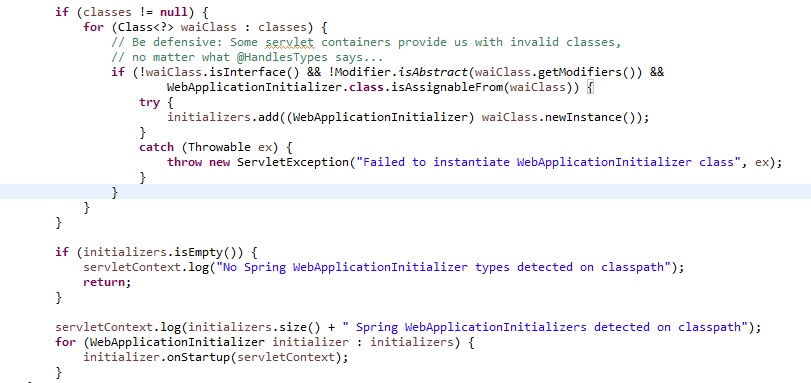 if (classes != null) {
for (Class<?> waiClass : classes) {
// Be defensive: Some servlet containers provide us with invalid classes,
// no matter what @HandlesTypes says...
if (!waiClass.isInterface() && !Modifier.isAbstract(waiClass.getModifiers()) &&
WebApplicationInitializer.class.isAssignableFrom(waiClass)) {
try {
initializers.add((WebApplicationInitializer) waiClass.newInstance());
}
catch (Throwable ex) {
throw new ServletException("Failed to instantiate WebApplicationInitializer class", ex);
}
}
}
}
if (initializers.isEmpty()) {
servletContext.log("No Spring WebApplicationInitializer types detected on classpath");
return;
}
servletContext.log(initializers.size() + " Spring WebApplicationInitializers detected on classpath");
for (WebApplicationInitializer initializer : initializers) {
initializer.onStartup(servletContext);
}